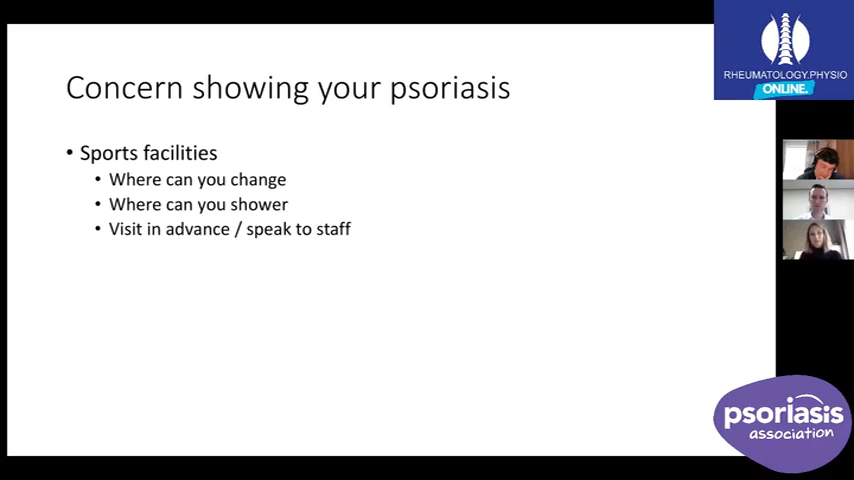 Concern showing your psoriasis
• Sports facilities
• Where can you change
• Where can you shower
• Visit in advance / speak to staff
RHEUMATOLOGY.PHYSIO
ONLINE.
psoriasis
association